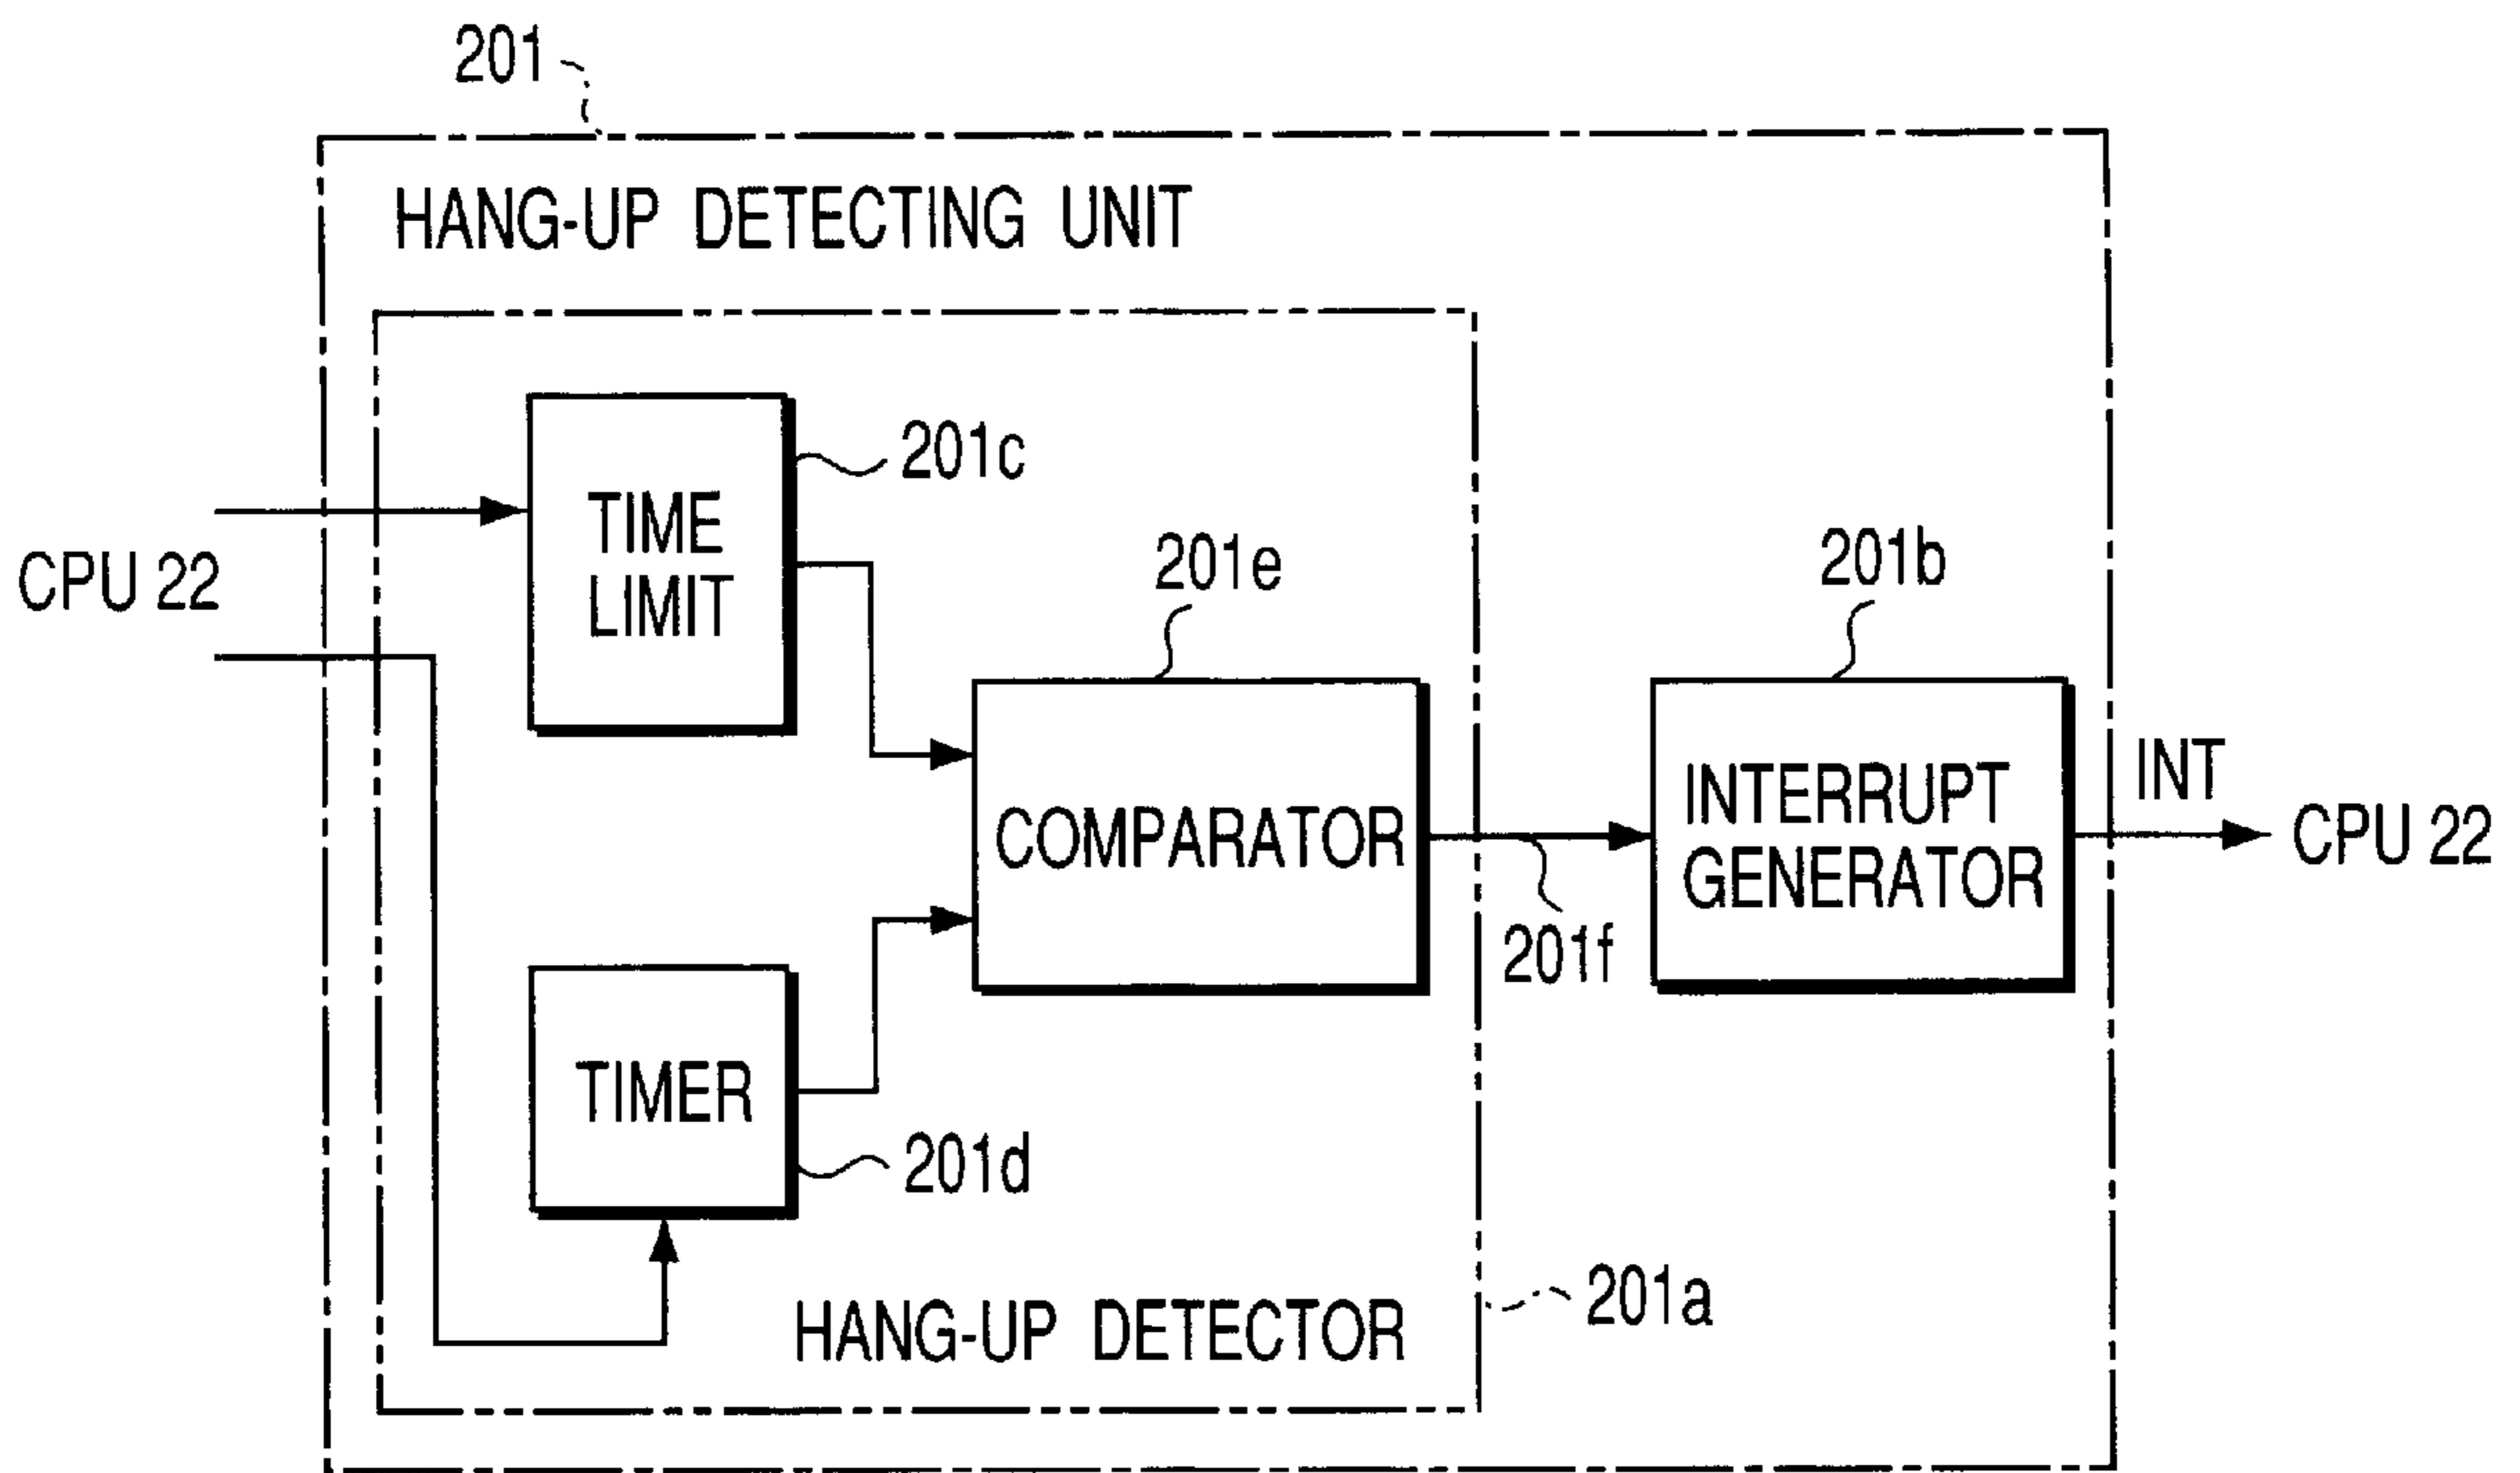 201
HANG-UP DETECTING UNIT
201c
TIME
LIMIT
CPU 22
201e
201b
COMPARATOR
INTERRUPT
GENERATOR
INT
CPU 22
201f
TIMER
201d
201a
HANG-UP DETECTOR